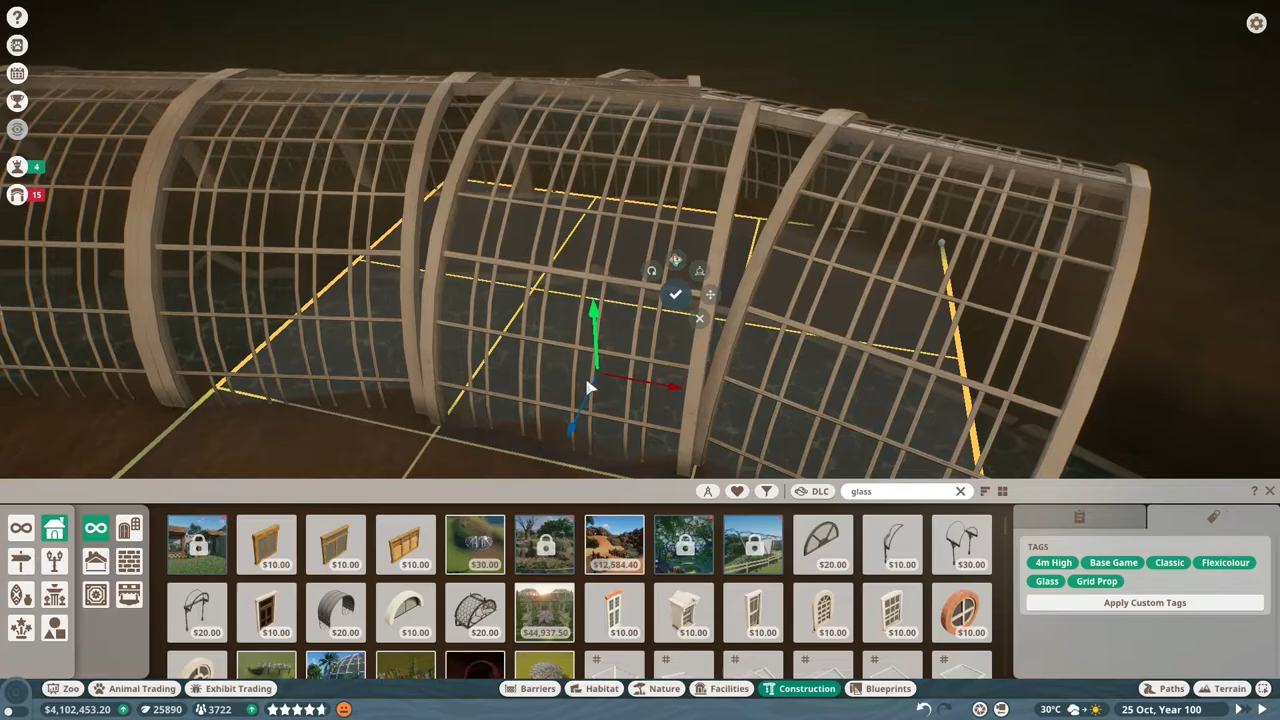 ?
4
15
DLC
glass
?
$10.00
$10.00
$10.00
$30.00
$12,584.40
$20.00
$10.00
$30.00
$20.00
$10.00
$20.00
$10.00
$20.00
$44,937.50
$10.00
$10.00
$10.00
$10.00
$10.00
$10.00
TAGS
4m High
Base Game
Classic
Flexicolour
Glass
Grid Prop
Apply Custom Tags
Zoo
Animal Trading
Exhibit Trading
Barriers
Habitat
Nature
Facilities
Construction
Blueprints
Paths
Terrain
$4,102,453.20
25890
3722
30°C
25 Oct, Year 100